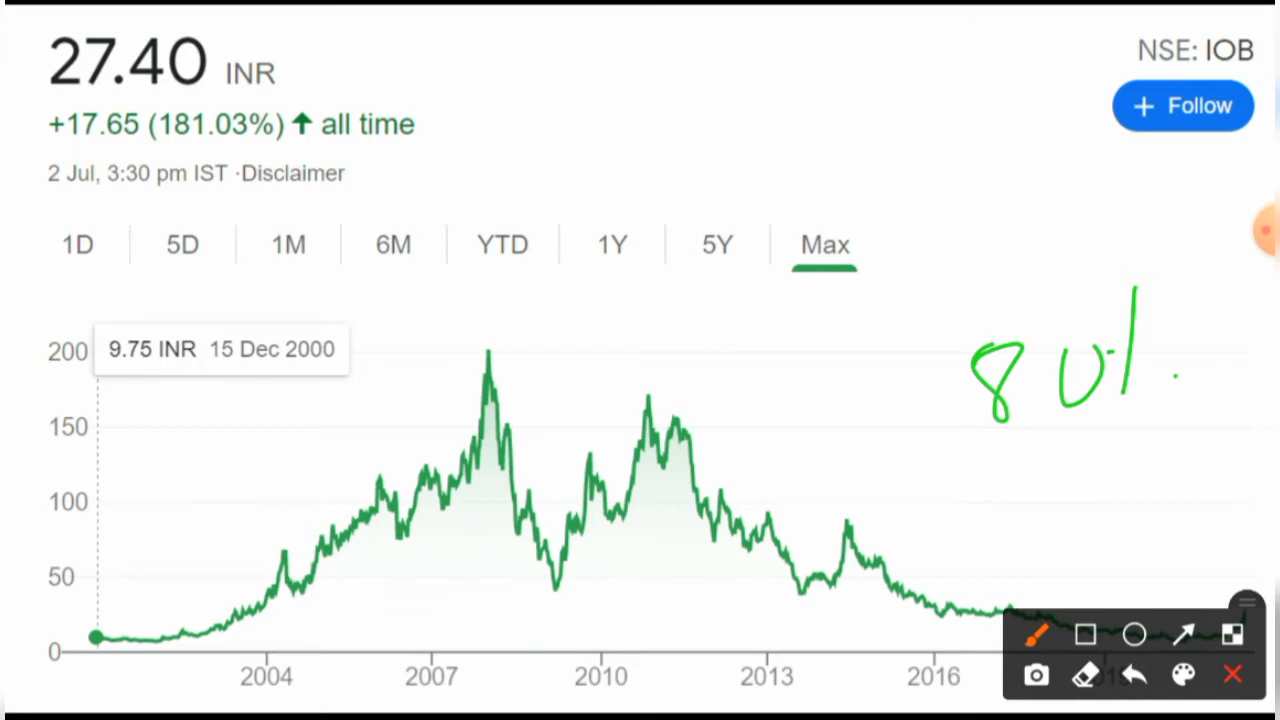 27.40 INR
NSE: IOB
+ Follow
+17.65 (181.03%) ↑ all time
2 Jul, 3:30 pm IST ·Disclaimer
1D 5D 1M 6M YTD 1Y 5Y Max
9.75 INR 15 Dec 2000
80%
200
150
100
50
0
2004 2007 2010 2013 2016